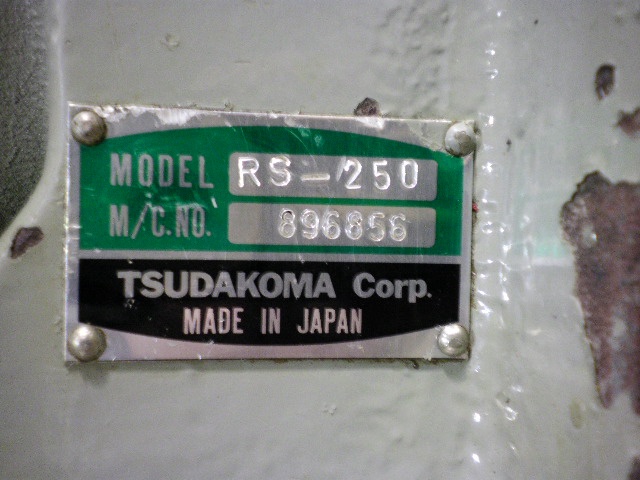 MODEL RS-250
M/C.NO. 896856
TSUDAKOMA Corp.
MADE IN JAPAN